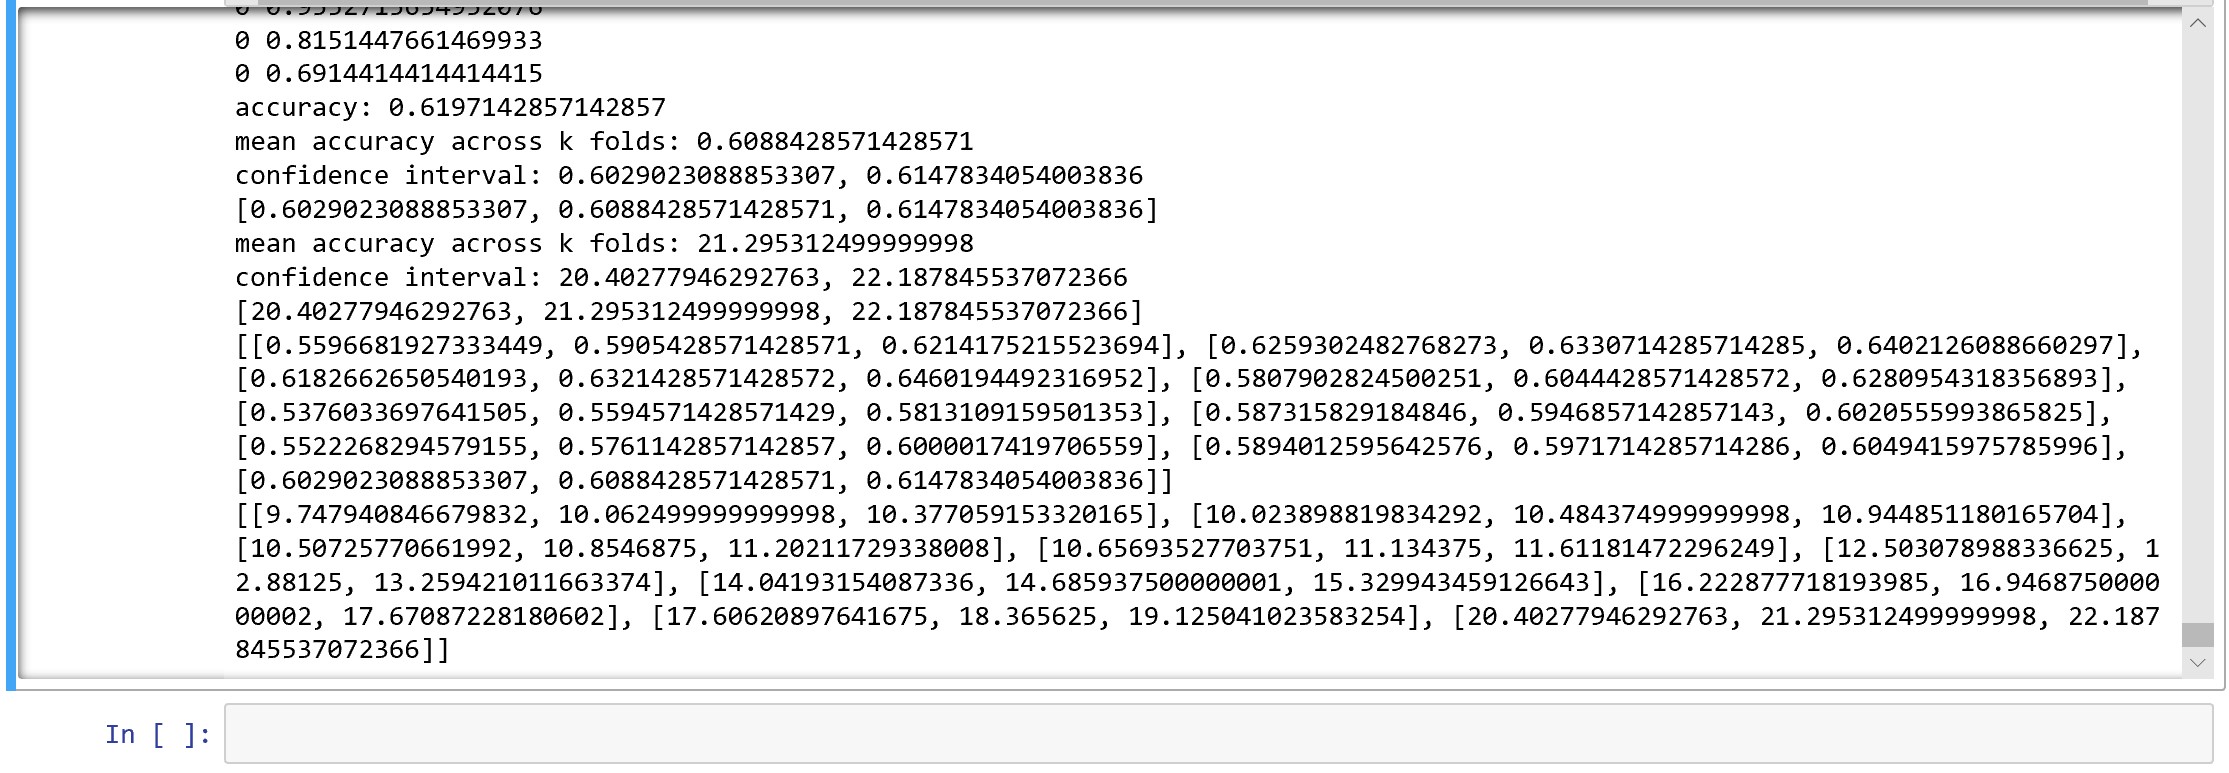 0 0.8151447661469933
0 0.6914414414414415
accuracy: 0.6197142857142857
mean accuracy across k folds: 0.6088428571428571
confidence interval: 0.6029023088853307, 0.6147834054003836
[0.6029023088853307, 0.6088428571428571, 0.6147834054003836]
mean accuracy across k folds: 21.295312499999998
confidence interval: 20.40277946292763, 22.187845537072366
[20.40277946292763, 21.295312499999998, 22.187845537072366]
[[0.5596681927333449, 0.5905428571428571, 0.6214175215523694], [0.6259302482768273, 0.6330714285714285, 0.6402126088660297],
[0.6182662650540193, 0.6321428571428572, 0.6460194492316952], [0.5807902824500251, 0.6044428571428572, 0.6280954318356893],
[0.5376033697641505, 0.5594571428571429, 0.5813109159501353], [0.587315829184846, 0.5946857142857143, 0.6020555993865825],
[0.5522268294579155, 0.5761142857142857, 0.6000017419706559], [0.5894012595642576, 0.5971714285714286, 0.6049415975785996],
[0.6029023088853307, 0.6088428571428571, 0.6147834054003836]]
[[9.747940846679832, 10.062499999999998, 10.377059153320165], [10.023898819834292, 10.484374999999998, 10.944851180165704],
[10.50725770661992, 10.8546875, 11.20211729338008], [10.65693527703751, 11.134375, 11.61181472296249], [12.503078988336625, 1
2.88125, 13.259421011663374], [14.04193154087336, 14.685937500000001, 15.329943459126643], [16.222877718193985, 16.9468750000
00002, 17.67087228180602], [17.60620897641675, 18.365625, 19.125041023583254], [20.40277946292763, 21.295312499999998, 22.187
845537072366]]
In [ ]: